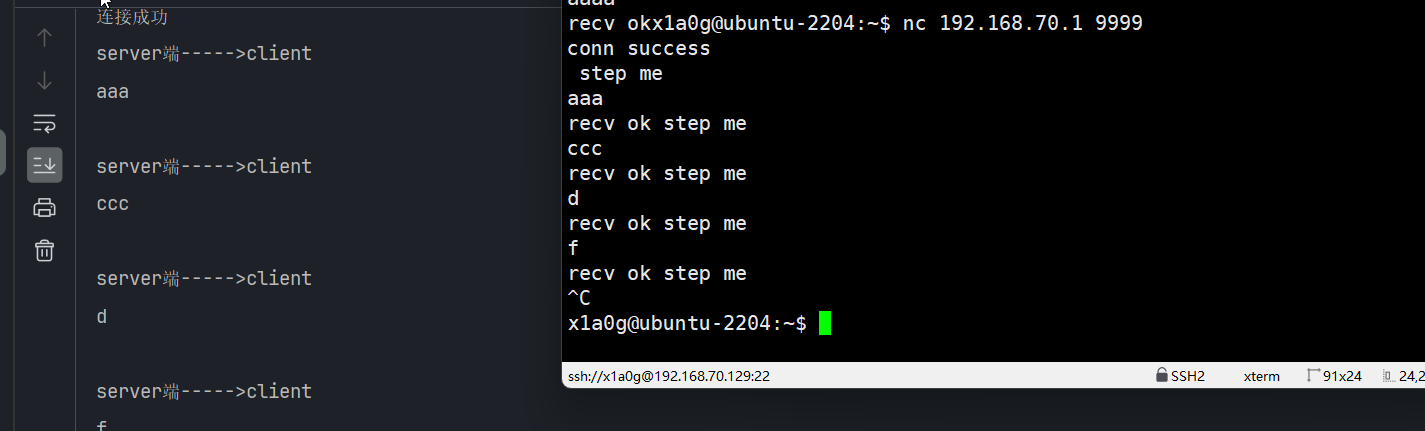 连接成功
server端----->client
aaa
server端----->client
ccc
server端----->client
d
server端----->client
f
aaaa
recv okx1a0g@ubuntu-2204:~$ nc 192.168.70.1 9999
conn success
 step me
aaa
recv ok step me
ccc
recv ok step me
d
recv ok step me
f
recv ok step me
^C
x1a0g@ubuntu-2204:~$
ssh://x1a0g@192.168.70.129:22
SSH2
xterm
91x24
24,2